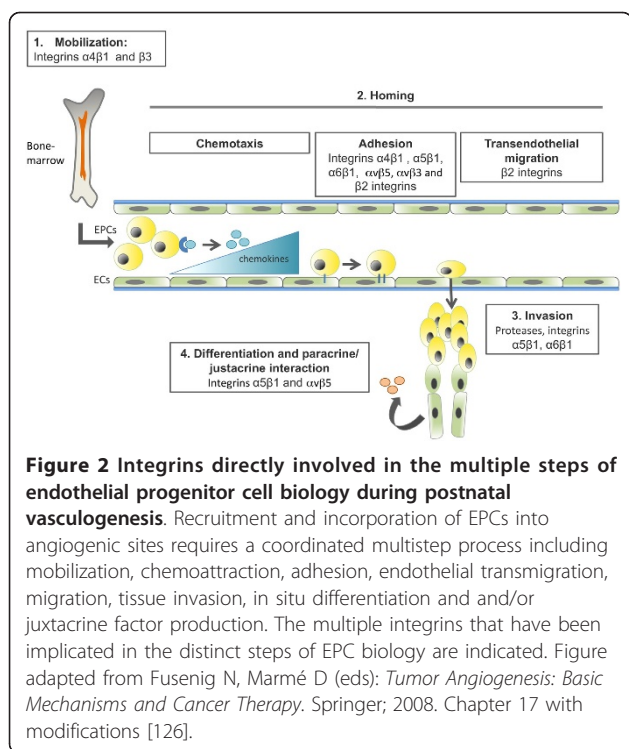 1. Mobilization:
Integrins α4β1 and β3
2. Homing
Bone-
marrow
Chemotaxis
Adhesion
Integrins α4β1 , α5β1,
α6β1, αvβ5, αvβ3 and
β2 integrins
Transendothelial
migration
β2 integrins
EPCs
chemokines
ECs
3. Invasion
Proteases, integrins
α5β1, α6β1
4. Differentiation and paracrine/
justacrine interaction
Integrins α5β1 and αvβ5
Figure 2 Integrins directly involved in the multiple steps of
endothelial progenitor cell biology during postnatal
vasculogenesis. Recruitment and incorporation of EPCs into
angiogenic sites requires a coordinated multistep process including
mobilization, chemoattraction, adhesion, endothelial transmigration,
migration, tissue invasion, in situ differentiation and and/or
juxtacrine factor production. The multiple integrins that have been
implicated in the distinct steps of EPC biology are indicated. Figure
adapted from Fusenig N, Marmé D (eds): Tumor Angiogenesis: Basic
Mechanisms and Cancer Therapy. Springer; 2008. Chapter 17 with
modifications [126].